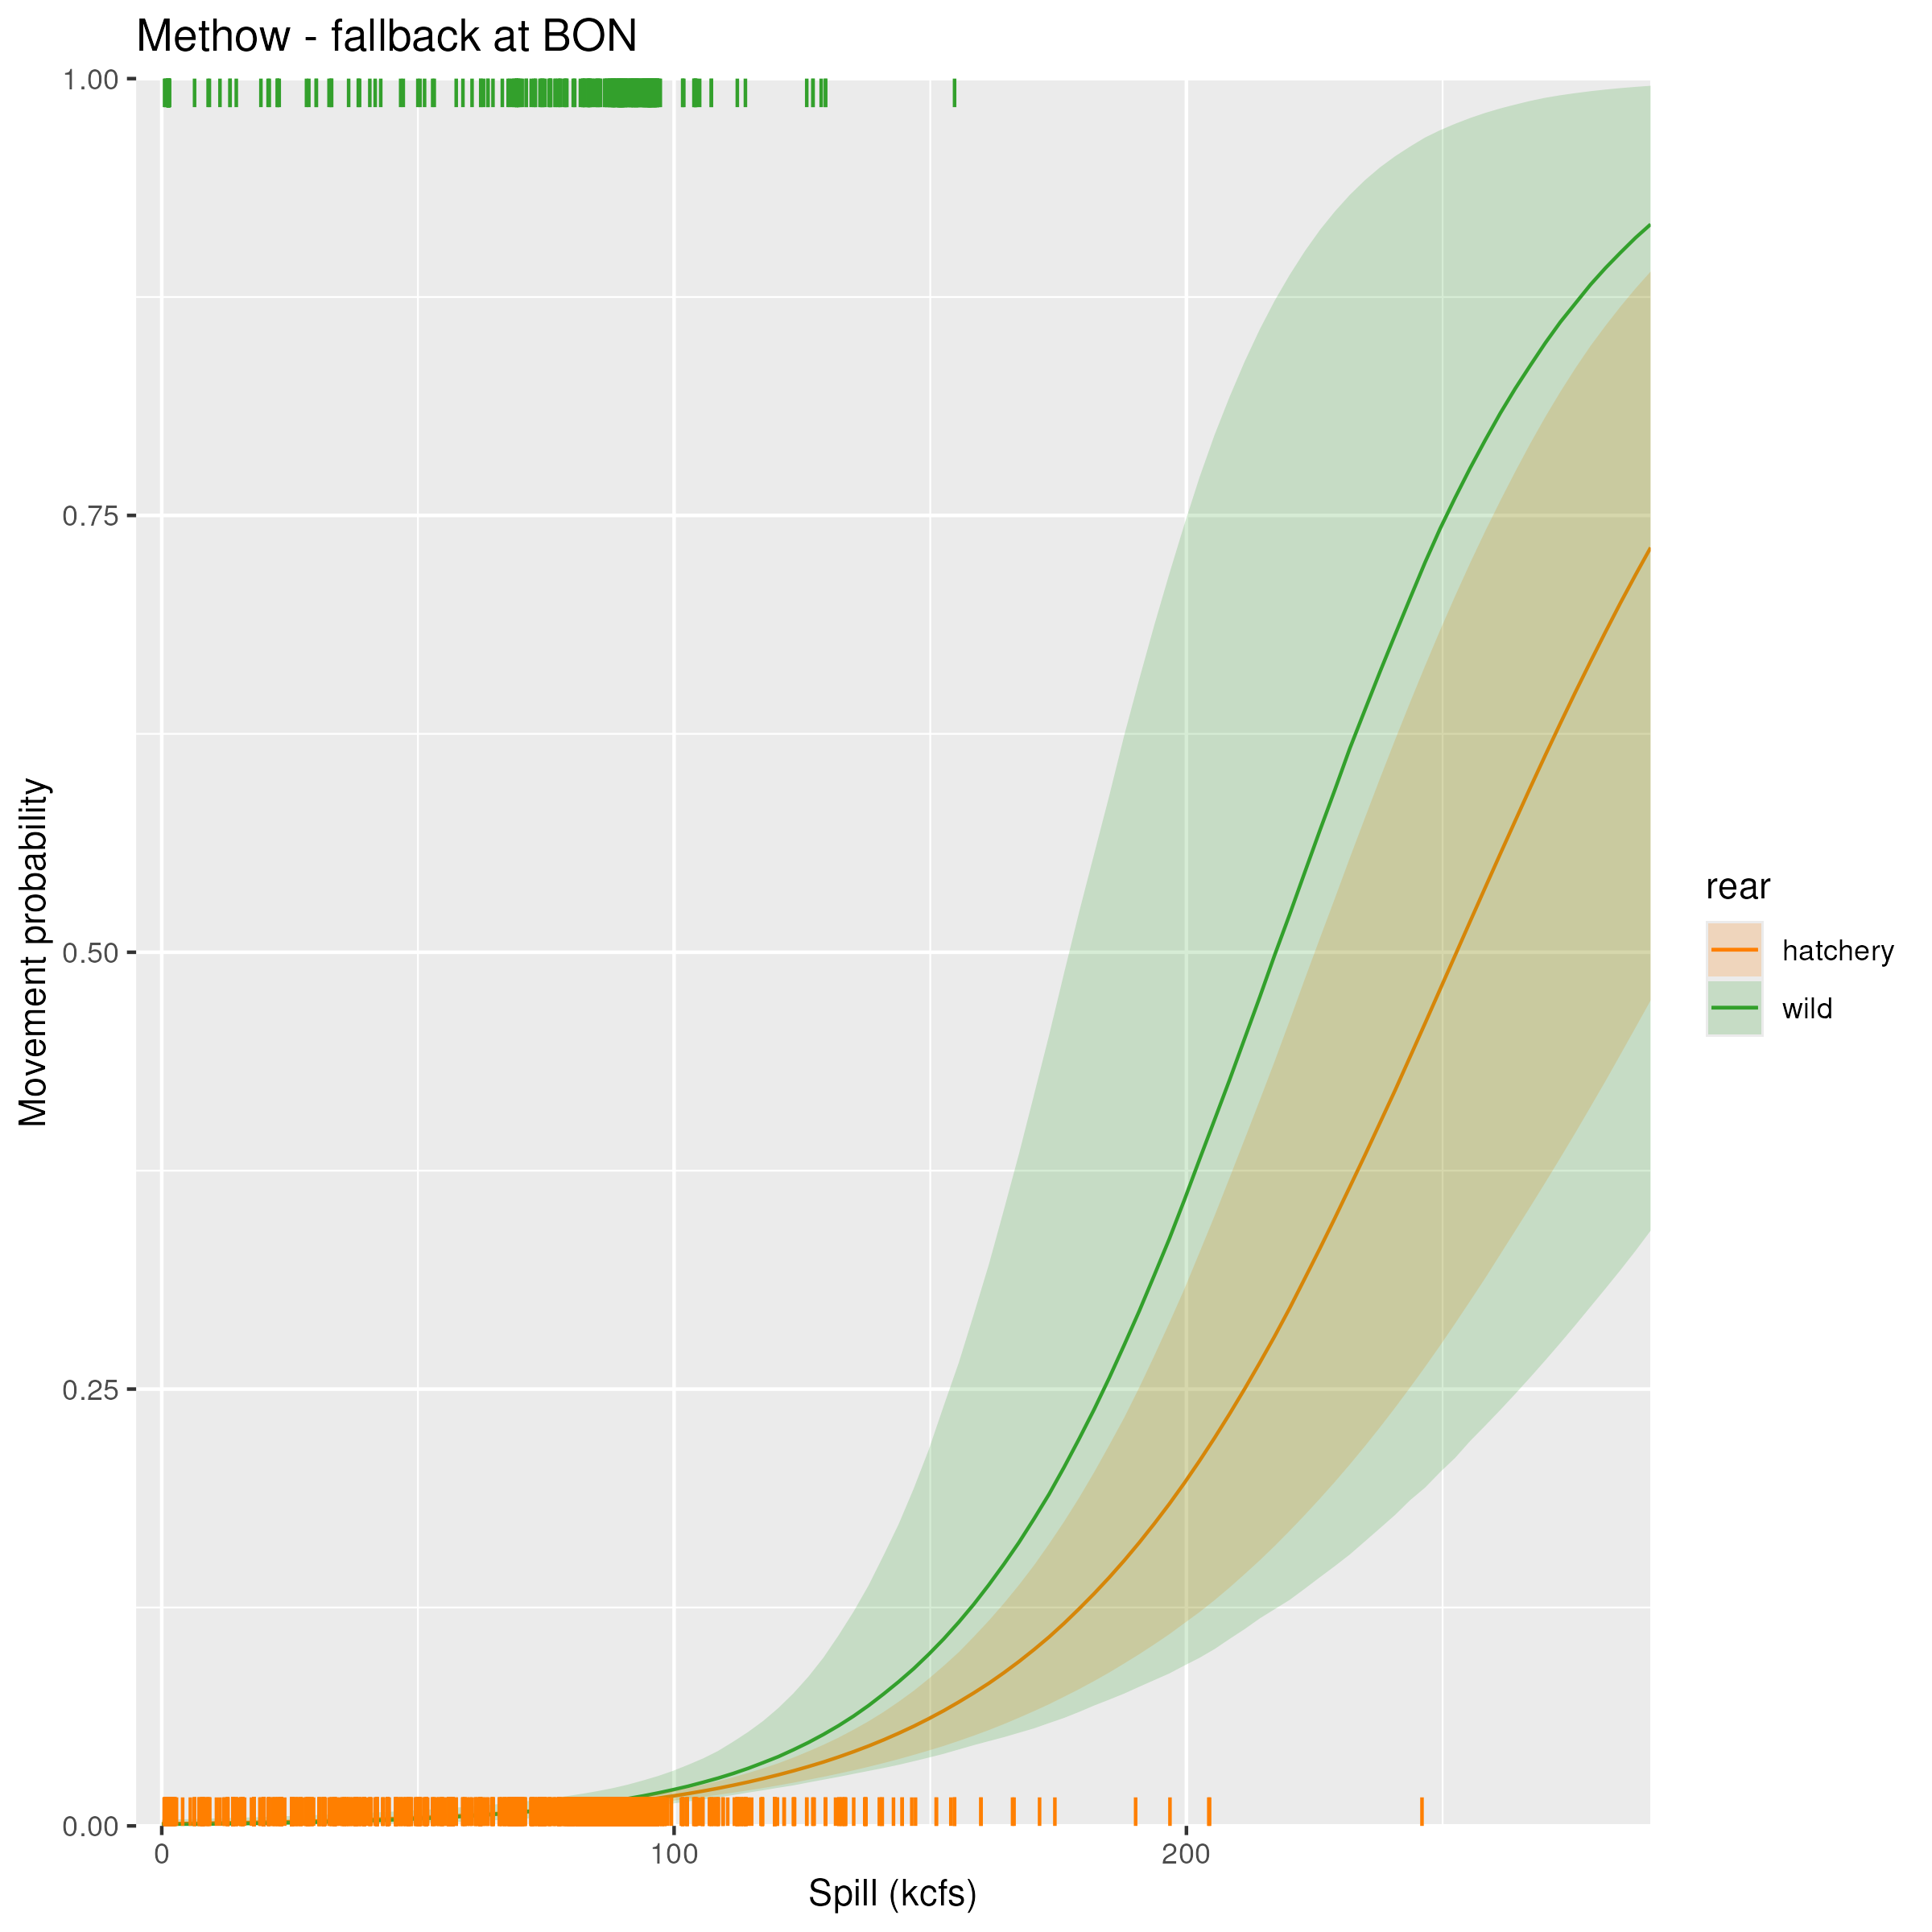 Methow - fallback at BON
1.00
0.75
0.50
0.25
0.00
Movement probability
0
100
200
Spill (kcfs)
rear
hatchery
wild